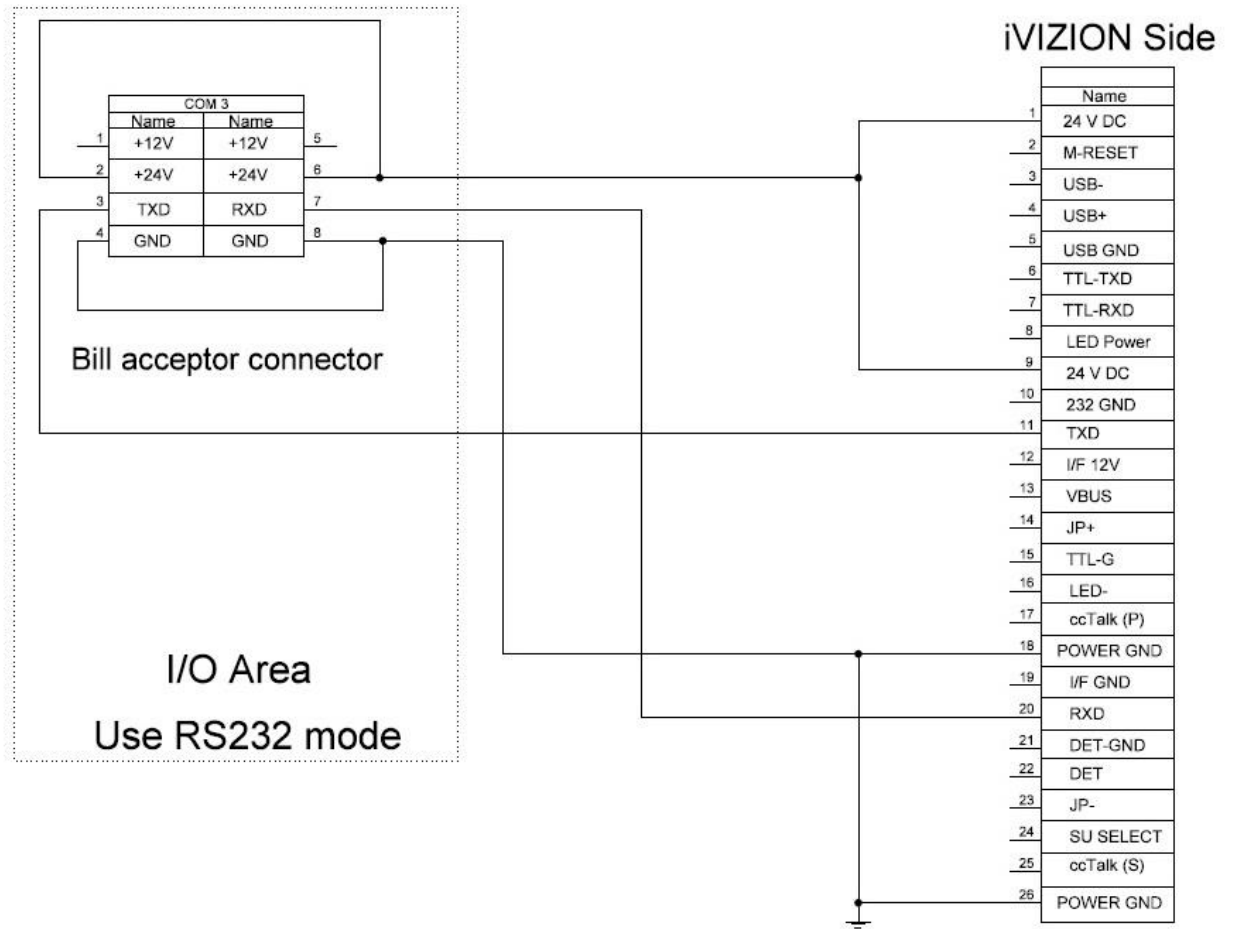 iVIZION Side
COM 3
Name Name
1 +12V +12V 5
2 +24V +24V 6
3 TXD RXD 7
4 GND GND 8
Bill acceptor connector
I/O Area
Use RS232 mode
Name
1 24 V DC
2 M-RESET
3 USB-
4 USB+
5 USB GND
6 TTL-TXD
7 TTL-RXD
8 LED Power
9 24 V DC
10 232 GND
11 TXD
12 I/F 12V
13 VBUS
14 JP+
15 TTL-G
16 LED-
17 ccTalk (P)
18 POWER GND
19 I/F GND
20 RXD
21 DET-GND
22 DET
23 JP-
24 SU SELECT
25 ccTalk (S)
26 POWER GND